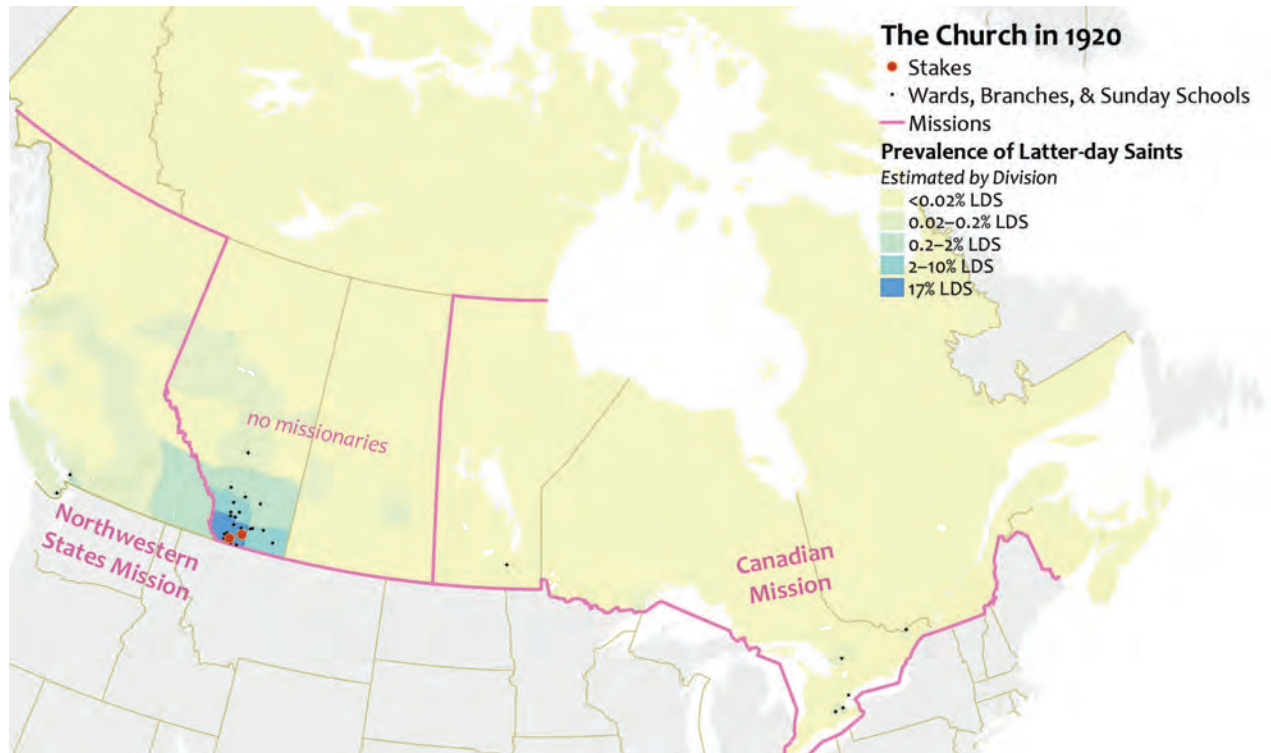 The Church in 1920
Stakes
Wards, Branches, & Sunday Schools
Missions
Prevalence of Latter-day Saints
Estimated by Division
<0.02% LDS
0.02–0.2% LDS
0.2–2% LDS
2–10% LDS
17% LDS
no missionaries
Northwestern
States Mission
Canadian
Mission